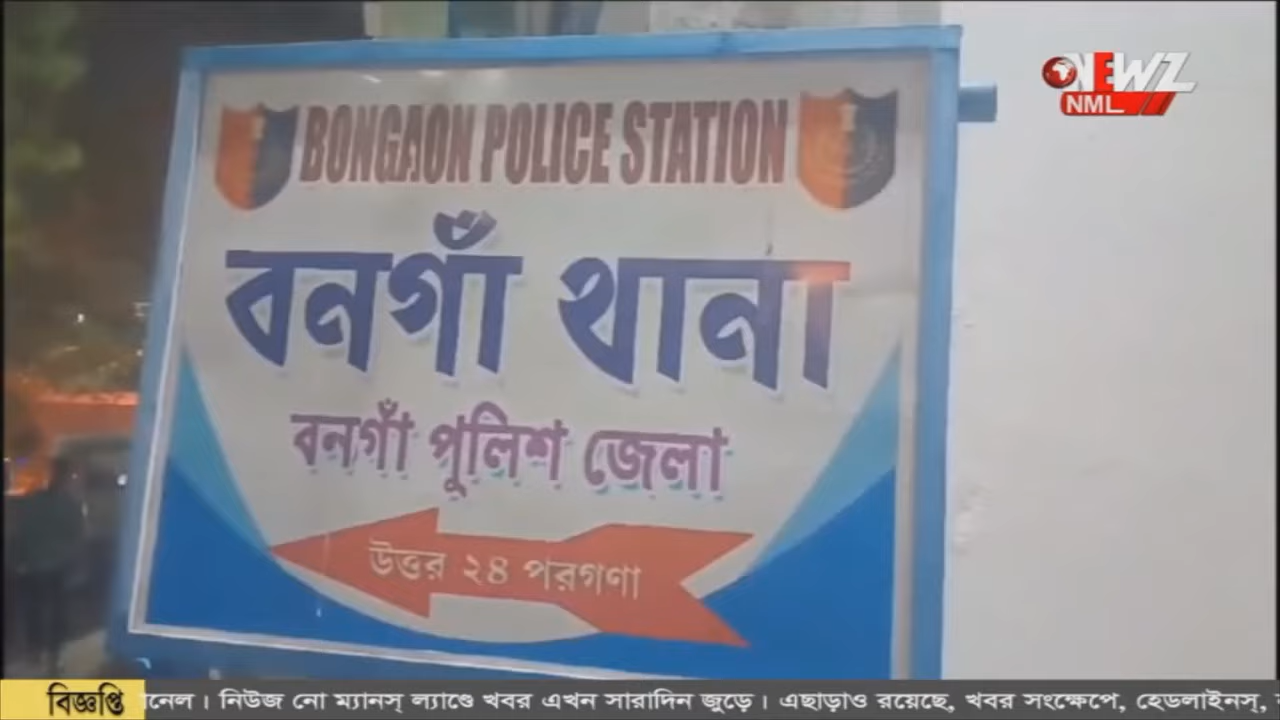 BONGAON POLICE STATION
বনগাঁ থানা
বনগাঁ পুলিশ জেলা
উত্তর ২৪ পরগণা
NEWZ
NML
বিজ্ঞপ্তি
নেল। নিউজ নো ম্যানস্ ল্যাণ্ডে খবর এখন সারাদিন জুড়ে। এছাড়াও রয়েছে, খবর সংক্ষেপে, হেডলাইনস্,